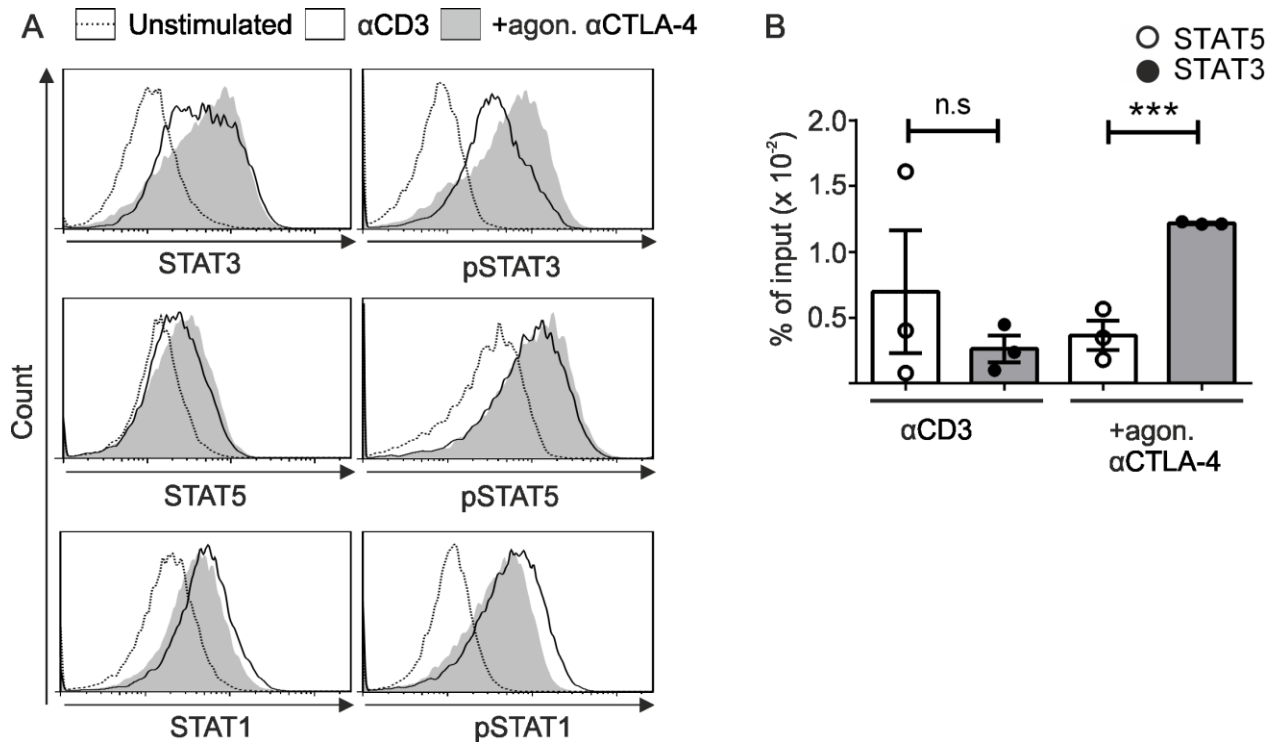 A
Unstimulated αCD3 +agon. αCTLA-4
Count
STAT3 pSTAT3
STAT5 pSTAT5
STAT1 pSTAT1
B
STAT5
STAT3
n.s ***
% of input (x 10⁻²)
2.0
1.5
1.0
0.5
αCD3 +agon.
αCTLA-4